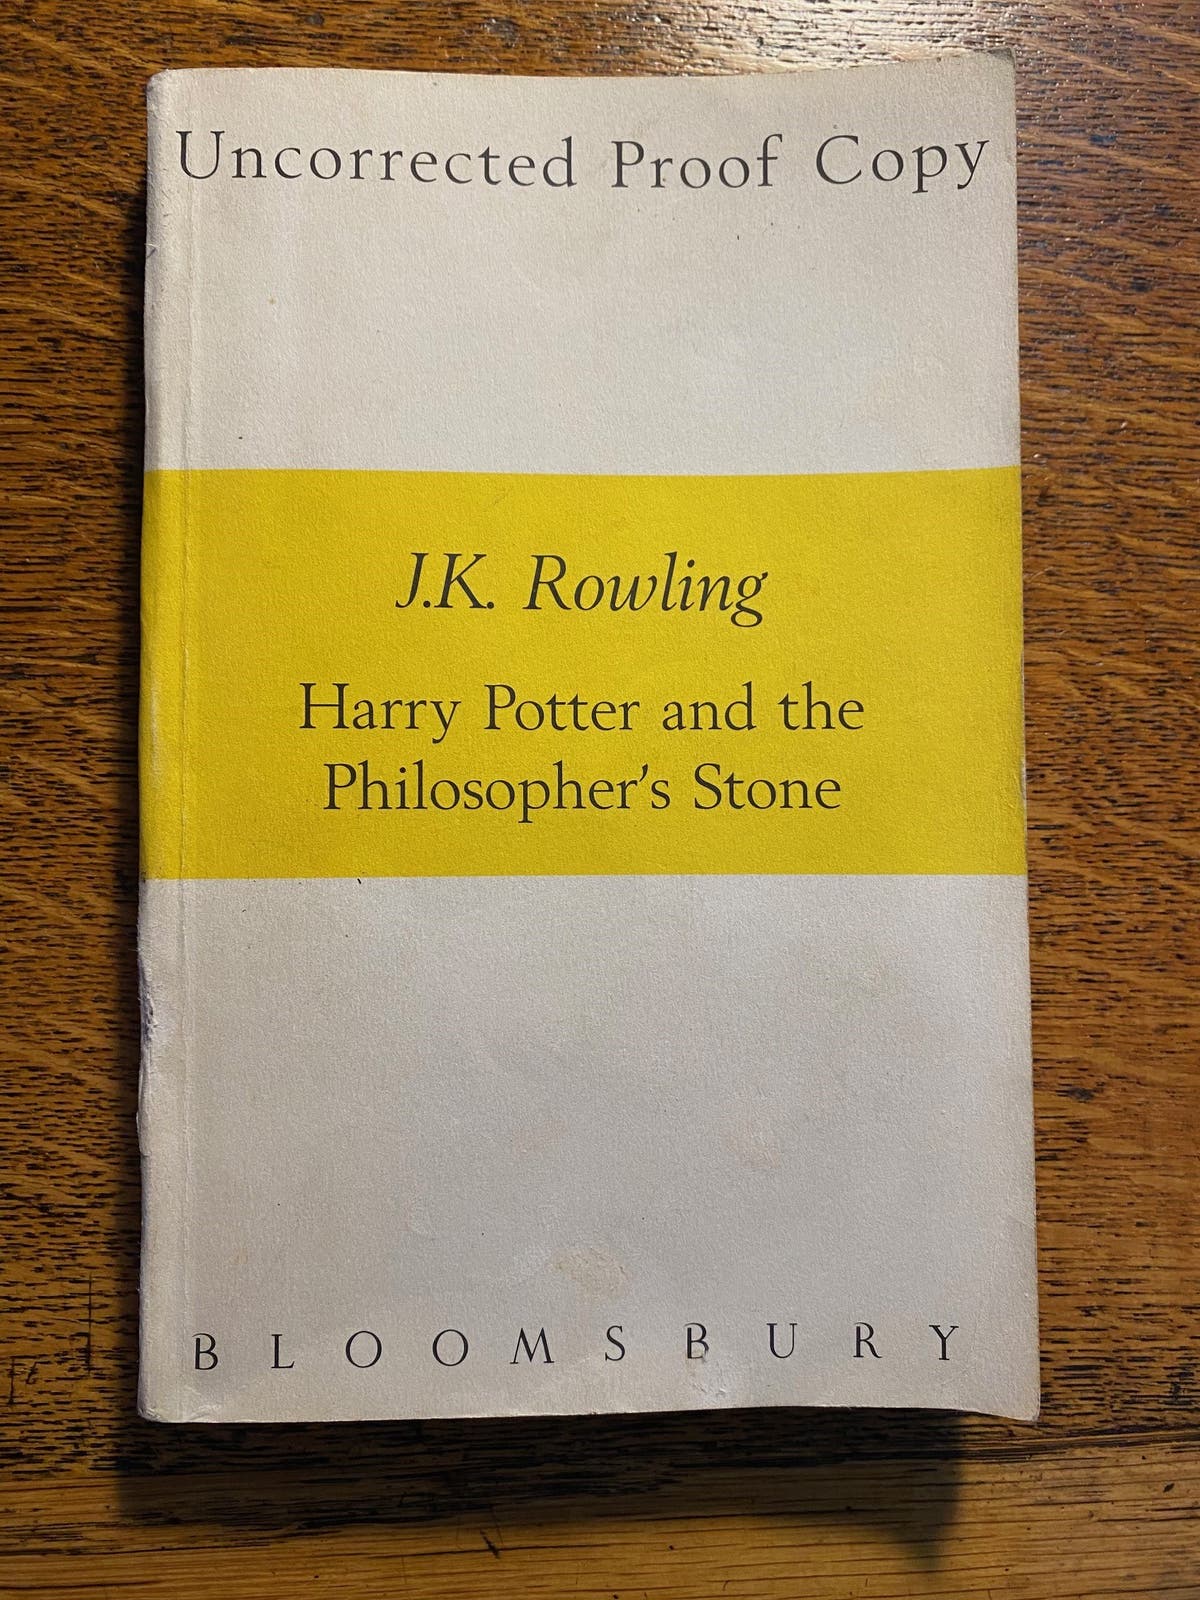 Uncorrected Proof Copy
J.K. Rowling
Harry Potter and the
Philosopher's Stone
BLOOMSBURY